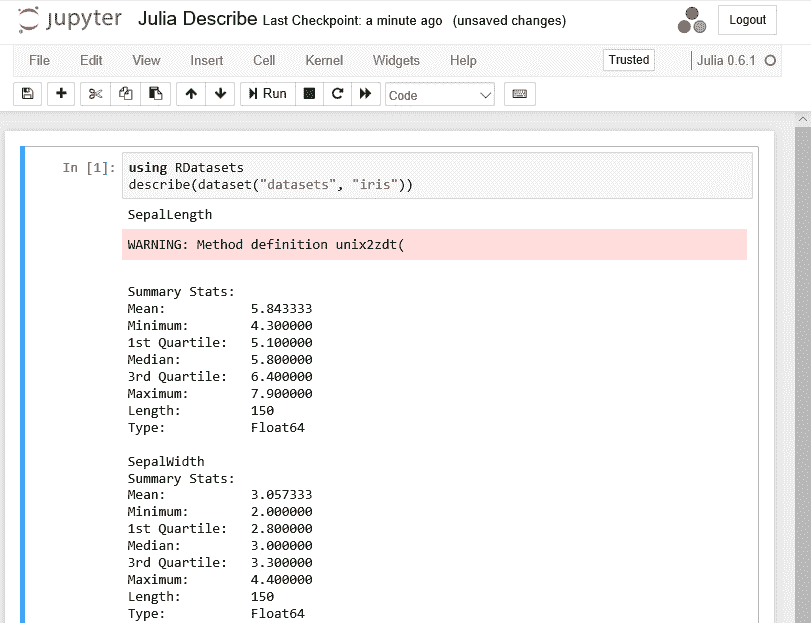 jupyter Julia Describe Last Checkpoint: a minute ago (unsaved changes) Logout
File Edit View Insert Cell Kernel Widgets Help Trusted Julia 0.6.1
Run Code
In [1]: using RDatasets
describe(dataset("datasets", "iris"))
SepalLength
WARNING: Method definition unix2zdt(
Summary Stats:
Mean: 5.843333
Minimum: 4.300000
1st Quartile: 5.100000
Median: 5.800000
3rd Quartile: 6.400000
Maximum: 7.900000
Length: 150
Type: Float64
SepalWidth
Summary Stats:
Mean: 3.057333
Minimum: 2.000000
1st Quartile: 2.800000
Median: 3.000000
3rd Quartile: 3.300000
Maximum: 4.400000
Length: 150
Type: Float64